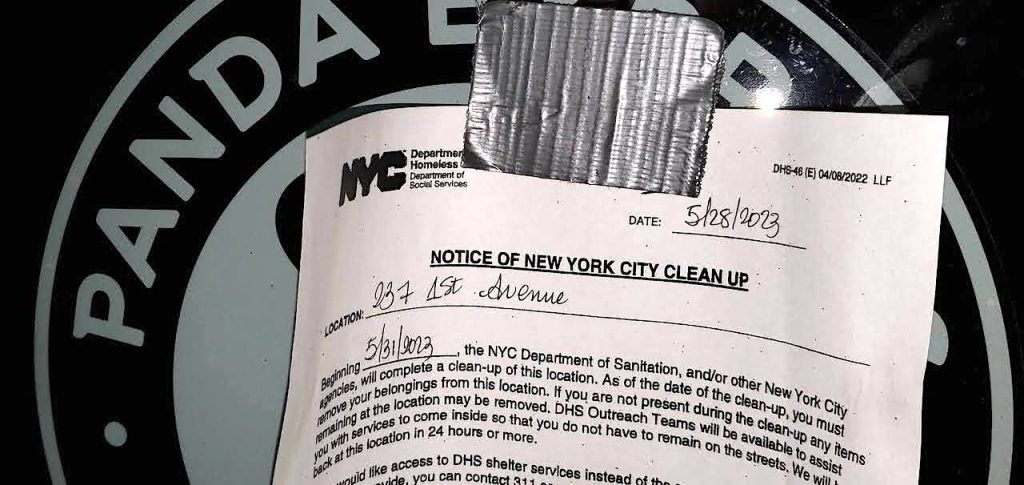 PANDA
NYC
Department of
Social Services
Homeless
DHS-46 (E) 04/08/2022 LLF
DATE: 5/28/2023
NOTICE OF NEW YORK CITY CLEAN UP
LOCATION: 237 1st Avenue
Beginning 5/31/2023, the NYC Department of Sanitation, and/or other New York City
agencies, will complete a clean-up of this location. As of the date of the clean-up, you must
remove your belongings from this location. If you are not present during the clean-up any items
remaining at the location may be removed. DHS Outreach Teams will be available to assist
you with services to come inside so that you do not have to remain on the streets. We will
back at this location in 24 hours or more.
would like access to DHS shelter services instead of the
you can contact 311